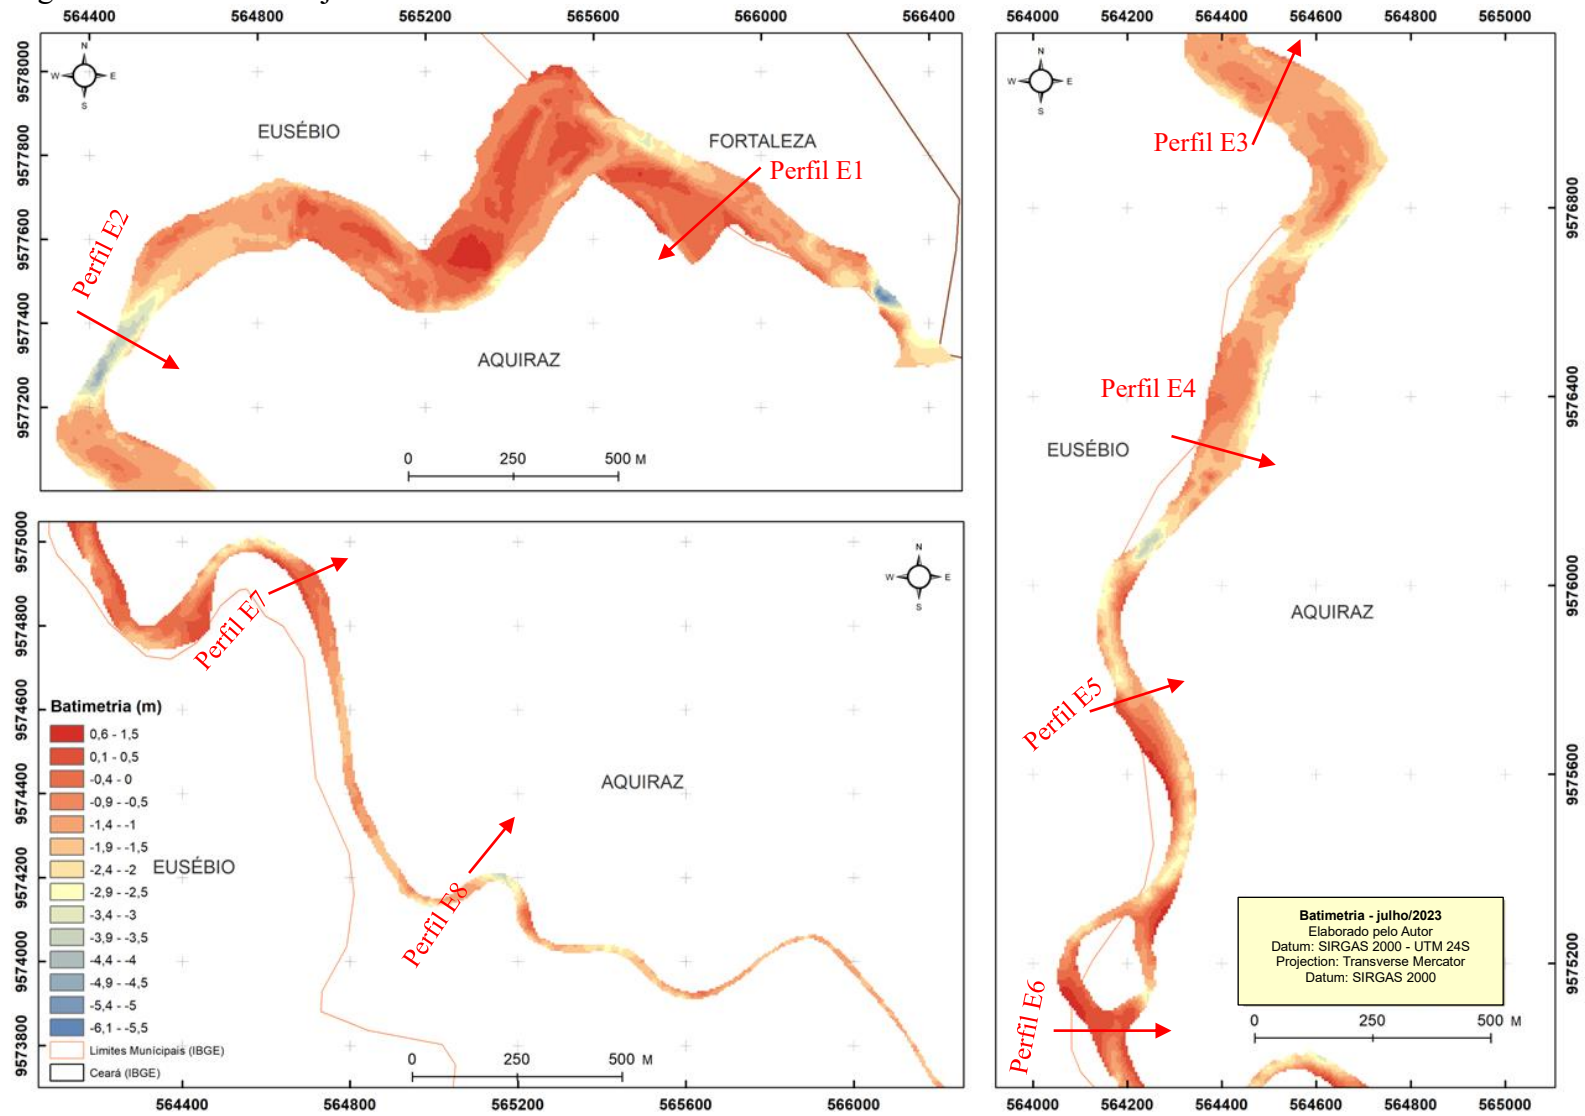 564400 564800 565200 565600 566000 566400
9578000
9577800
9577600
9577400
9577200
N
W E
S
EUSÉBIO
FORTALEZA
AQUIRAZ
Perfil E1
Perfil E2
0 250 500 M
564000 564200 564400 564600 564800 565000
N
W E
S
Perfil E3
Perfil E4
EUSÉBIO
AQUIRAZ
Perfil E5
Perfil E6
9576800
9576400
9576000
9575600
9575200
Batimetria - julho/2023
Elaborado pelo Autor
Datum: SIRGAS 2000 - UTM 24S
Projection: Transverse Mercator
Datum: SIRGAS 2000
0 250 500 M
564000 564200 564400 564600 564800 565000
9575000
9574800
9574600
9574400
9574200
9574000
9573800
N
W E
S
Perfil E7
Perfil E8
AQUIRAZ
EUSÉBIO
Batimetria (m)
0,6 - 1,5
0,1 - 0,5
-0,4 - 0
-0,9 - -0,5
-1,4 - -1
-1,9 - -1,5
-2,4 - -2
-2,9 - -2,5
-3,4 - -3
-3,9 - -3,5
-4,4 - -4
-4,9 - -4,5
-5,4 - -5
-6,1 - -5,5
Limites Municipais (IBGE)
Ceará (IBGE)
0 250 500 M
564400 564800 565200 565600 566000